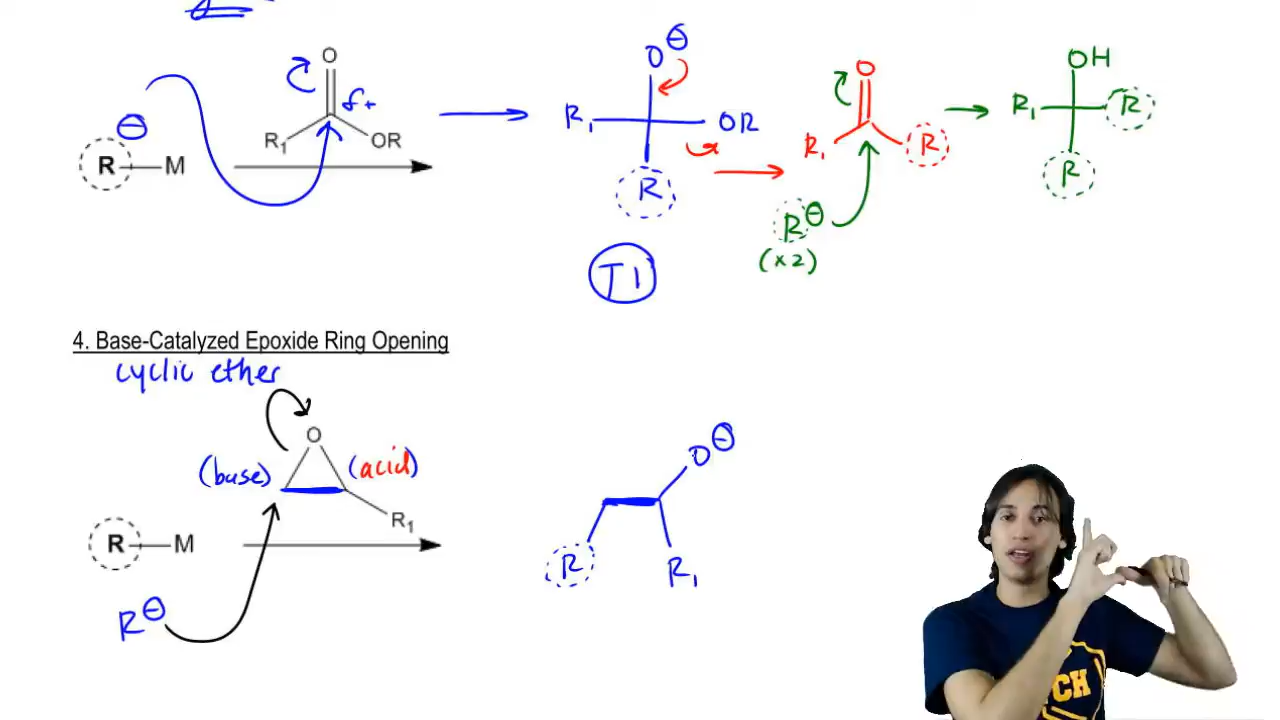 O
⊖
O⊖
O
OH
δ+
R₁
OR
R₁
OR
R₁
R
R₁
R
R—M
R
R⊖
R
(x2)
TI
4. Base-Catalyzed Epoxide Ring Opening
cyclic ether
O
O⊖
(base)
(acid)
R₁
R—M
R
R₁
R⊖
CH